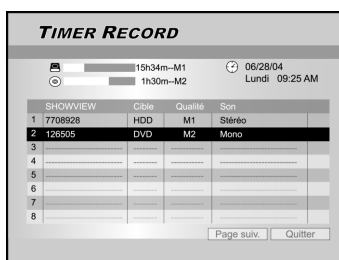 TIMER RECORD
15h34m--M1 06/28/04
1h30m--M2 Lundi 09:25 AM
SHOWVIEW Cible Qualité Son
1 7708928 HDD M1 Stéréo
2 126505 DVD M2 Mono
3
4
5
6
7
8
Page suiv. Quitter